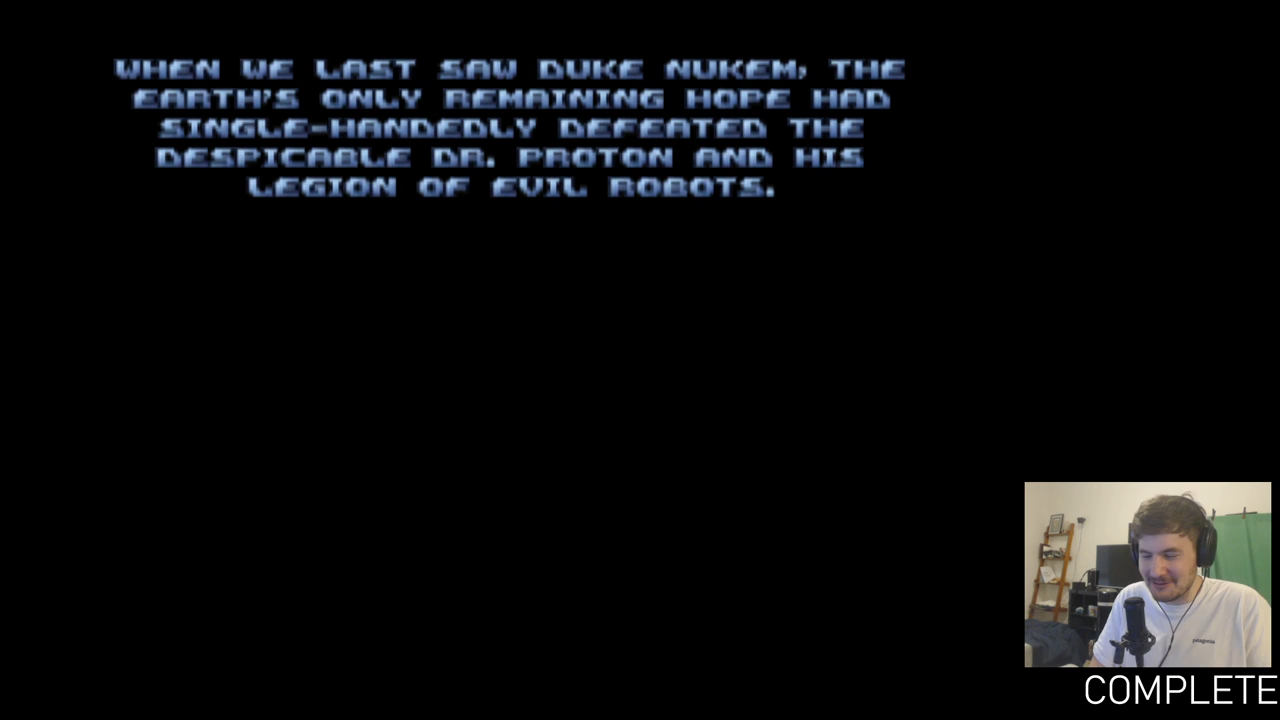 WHEN WE LAST SAW DUKE NUKEM, THE
EARTH'S ONLY REMAINING HOPE HAD
SINGLE-HANDEDLY DEFEATED THE
DESPICABLE DR. PROTON AND HIS
LEGION OF EVIL ROBOTS.
patagonia
COMPLETE